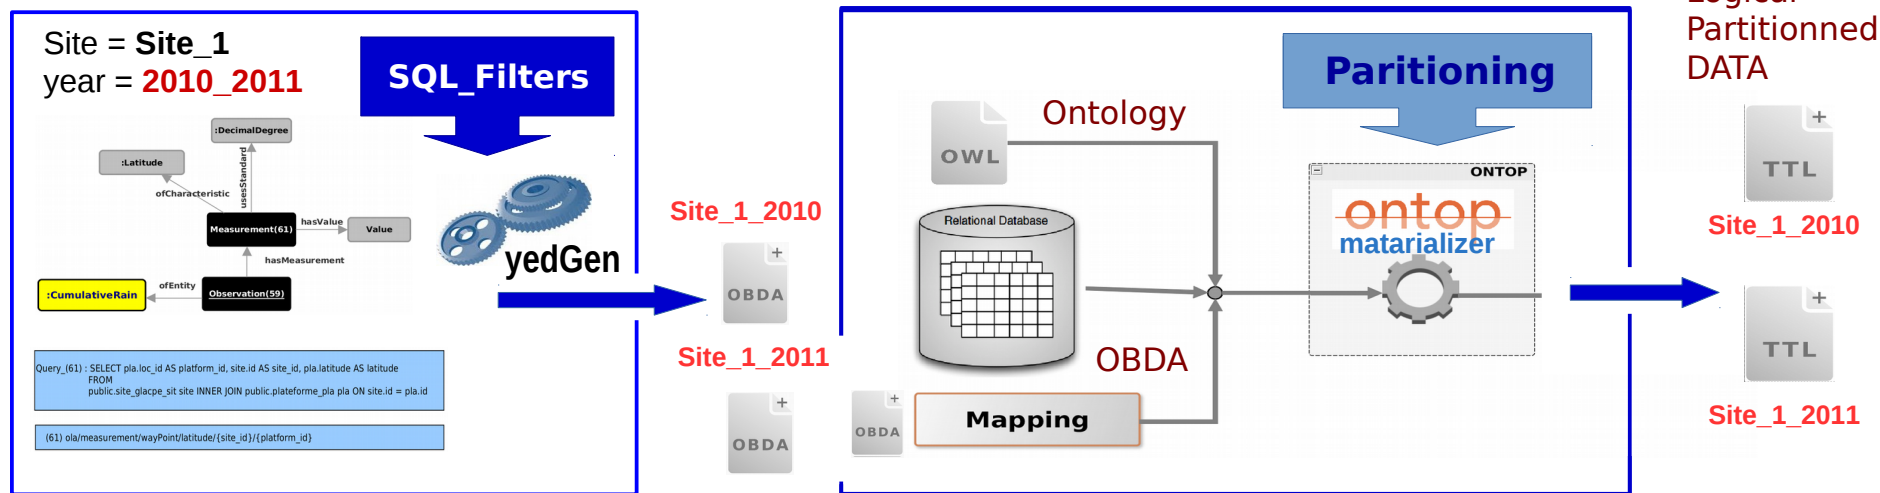 Site = Site_1
year = 2010_2011
SQL_Filters
:DecimalDegree
:Latitude
usesStandard
ofCharacteristic
Measurement(61)
hasValue
Value
hasMeasurement
ofEntity
:CumulativeRain
Observation(59)
yedGen
Query_(61) : SELECT pla.loc_id AS platform_id, site.id AS site_id, pla.latitude AS latitude
FROM
public.site_glacpe_sit site INNER JOIN public.plateforme_pla pla ON site.id = pla.id
(61) ola/measurement/wayPoint/latitude/{site_id}/{platform_id}
Site_1_2010
+
OBDA
Site_1_2011
+
OBDA
Paritioning
Ontology
OWL
Relational Database
OBDA
+
OBDA
Mapping
ONTOP
ontop
matarializer
Logical
Partitionned
DATA
+
TTL
Site_1_2010
+
TTL
Site_1_2011